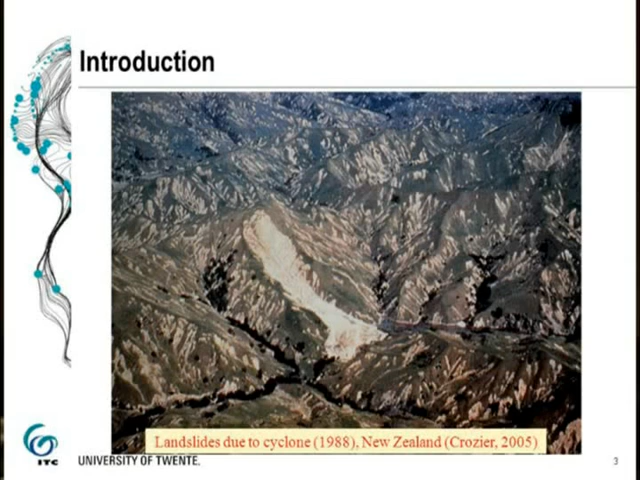 Introduction
Landslides due to cyclone (1988), New Zealand (Crozier, 2005)
ITC
UNIVERSITY OF TWENTE.
3